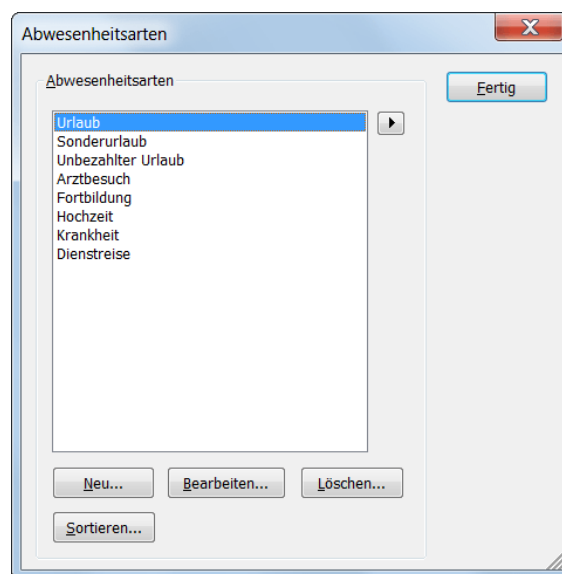 Abwesenheitsarten
Abwesenheitsarten
Fertig
Urlaub
Sonderurlaub
Unbezahlter Urlaub
Arztbesuch
Fortbildung
Hochzeit
Krankheit
Dienstreise
Neu... Bearbeiten... Löschen...
Sortieren...